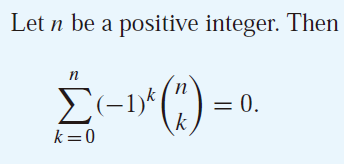 Let n be a positive integer. Then
n
∑(−1)ᵏ(n k) = 0.
k=0